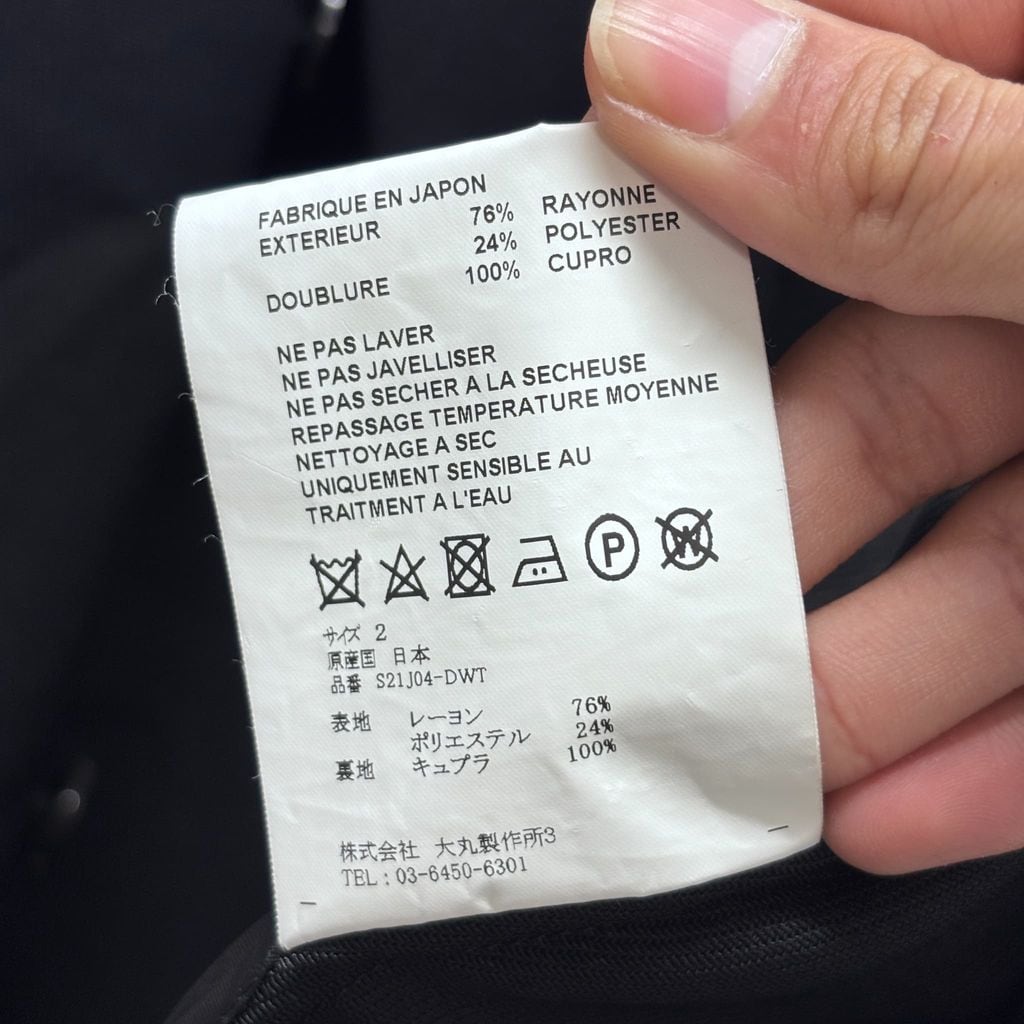 FABRIQUE EN JAPON
EXTERIEUR 76% RAYONNE
24% POLYESTER
DOUBLURE 100% CUPRO
NE PAS LAVER
NE PAS JAVELLISER
NE PAS SECHER A LA SECHEUSE
REPASSAGE TEMPERATURE MOYENNE
NETTOYAGE A SEC
UNIQUEMENT SENSIBLE AU
TRAITMENT A L'EAU
P W
サイズ 2
原産国 日本
品番 S21J04-DWT
表地 レーヨン 76%
ポリエステル 24%
裏地 キュプラ 100%
株式会社 大丸製作所3
TEL：03-6450-6301